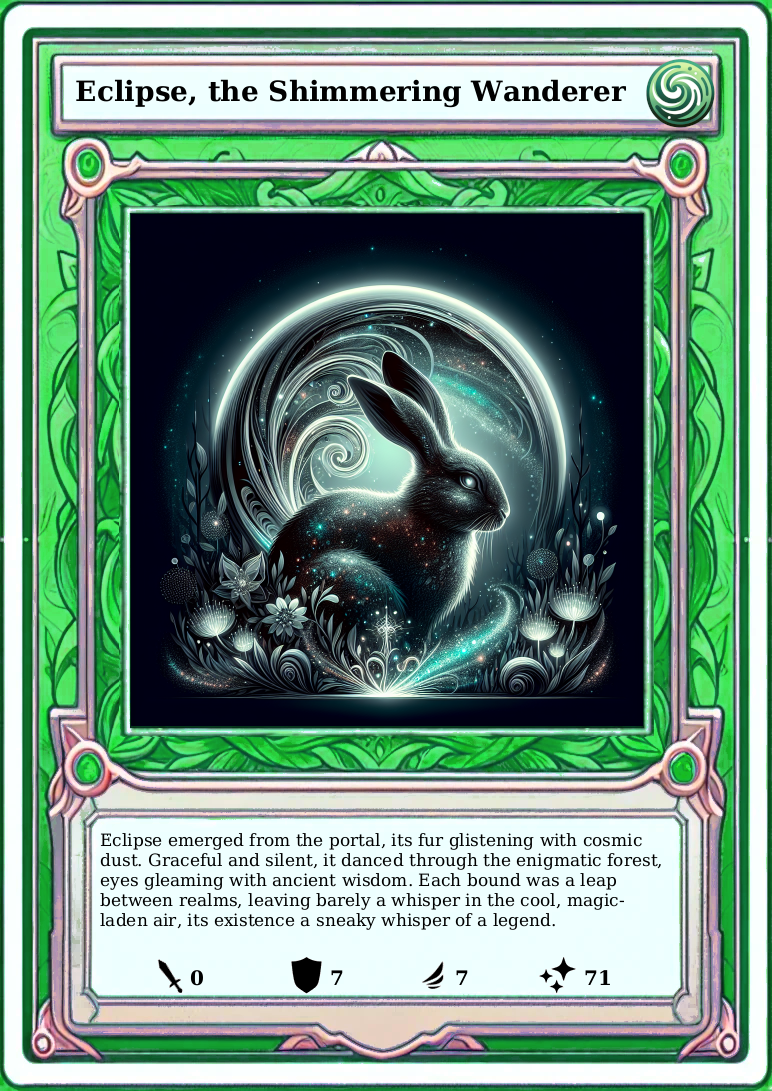 Eclipse, the Shimmering Wanderer
Eclipse emerged from the portal, its fur glistening with cosmic
dust. Graceful and silent, it danced through the enigmatic forest,
eyes gleaming with ancient wisdom. Each bound was a leap
between realms, leaving barely a whisper in the cool, magic-
laden air, its existence a sneaky whisper of a legend.
0 7 7 71